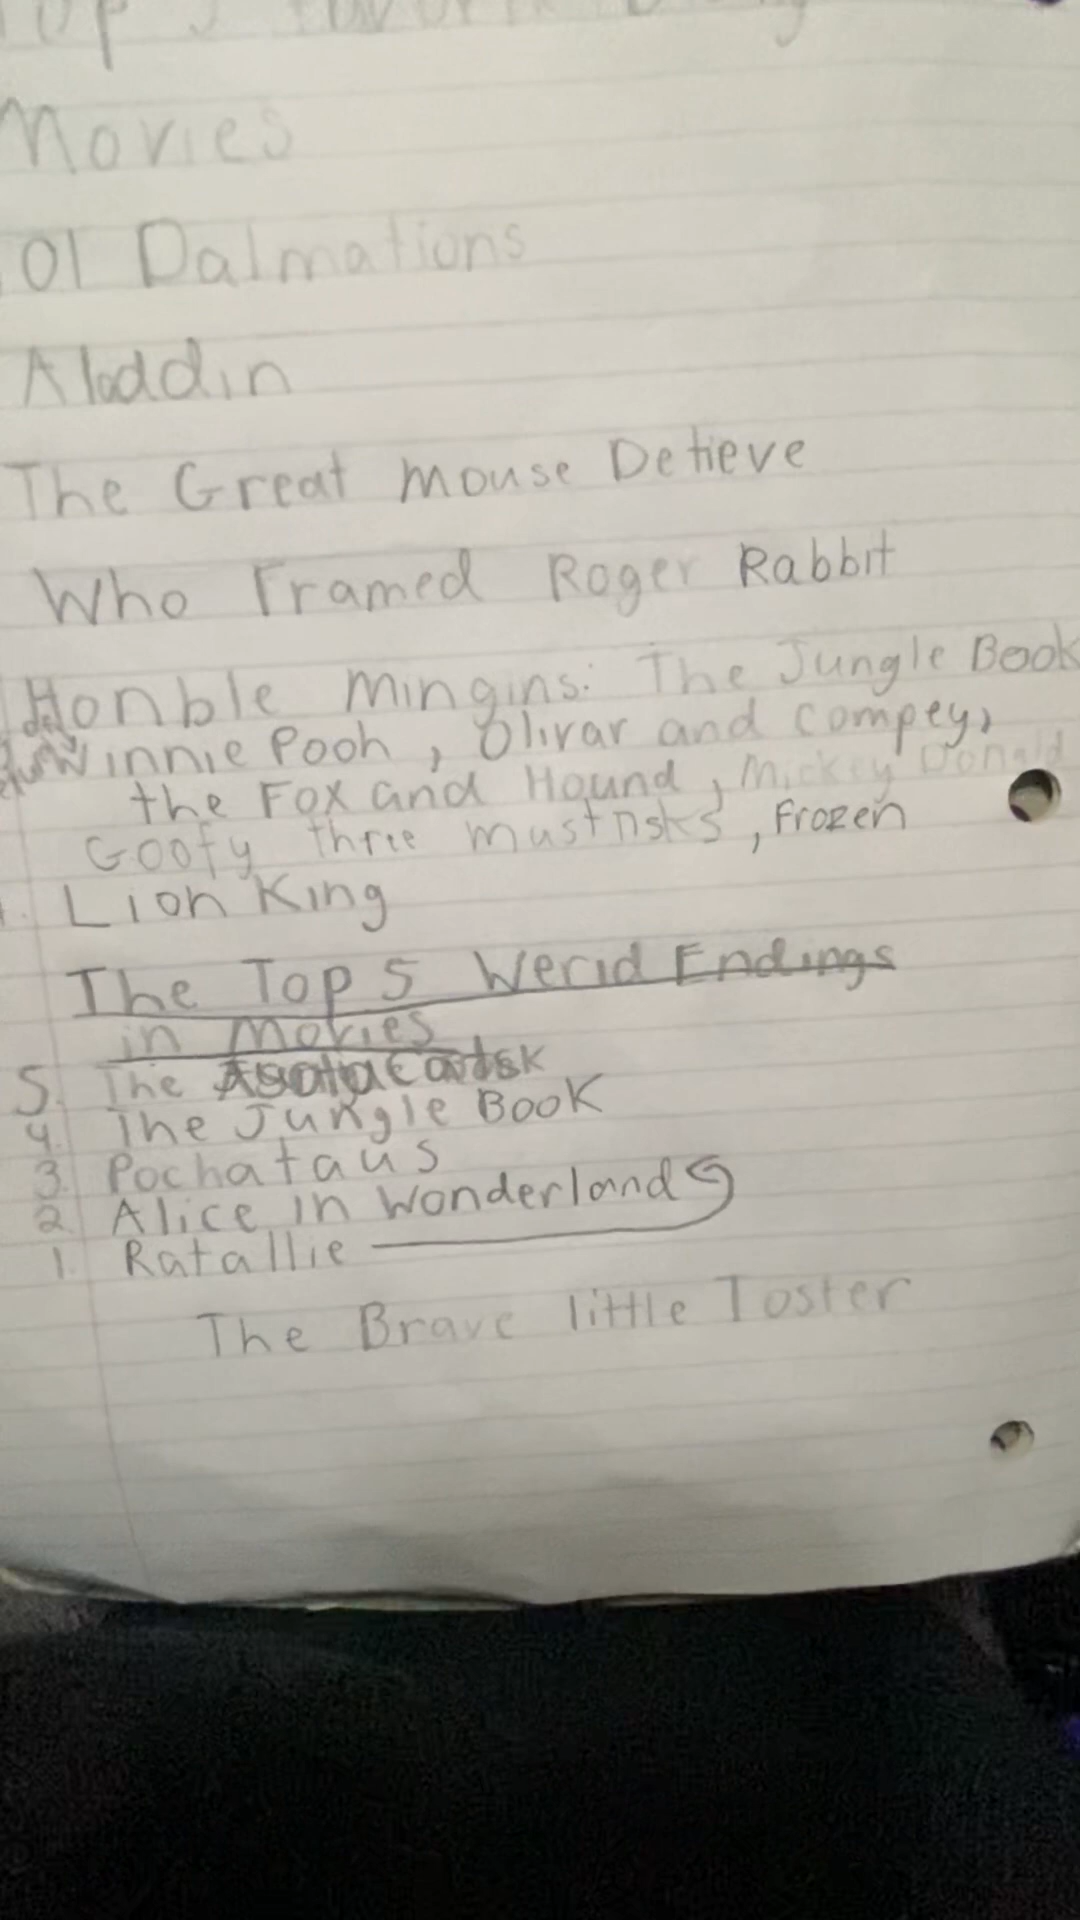 Top 5
Movies
01 Dalmations
Aladdin
The Great mouse Detieve
Who Framed Roger Rabbit
Honble mingins: The Jungle Book
Winnie Pooh, Olivar and compey,
the Fox and Hound, Mickey Donald
Goofy three mustnsks, Frozen
Lion King
The Top 5 Werid Endings
in movies
5. The
4. The Jungle Book
3. Pochataus
2. Alice in Wonderland
1. Ratallie
The Brave little Toster